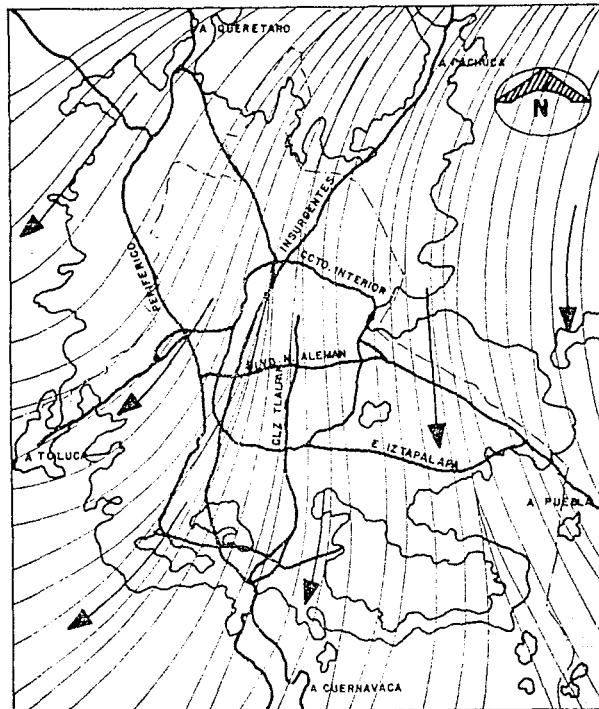 A QUERETARO
A PACHUCA
N
INSURGENTES
CCTO. INTERIOR
PERIFERICO
BLVD. M. ALEMAN
CLZ TLALPAN
E. IZTAPALAPA
A TOLUCA
A PUEBLA
A CUERNAVACA